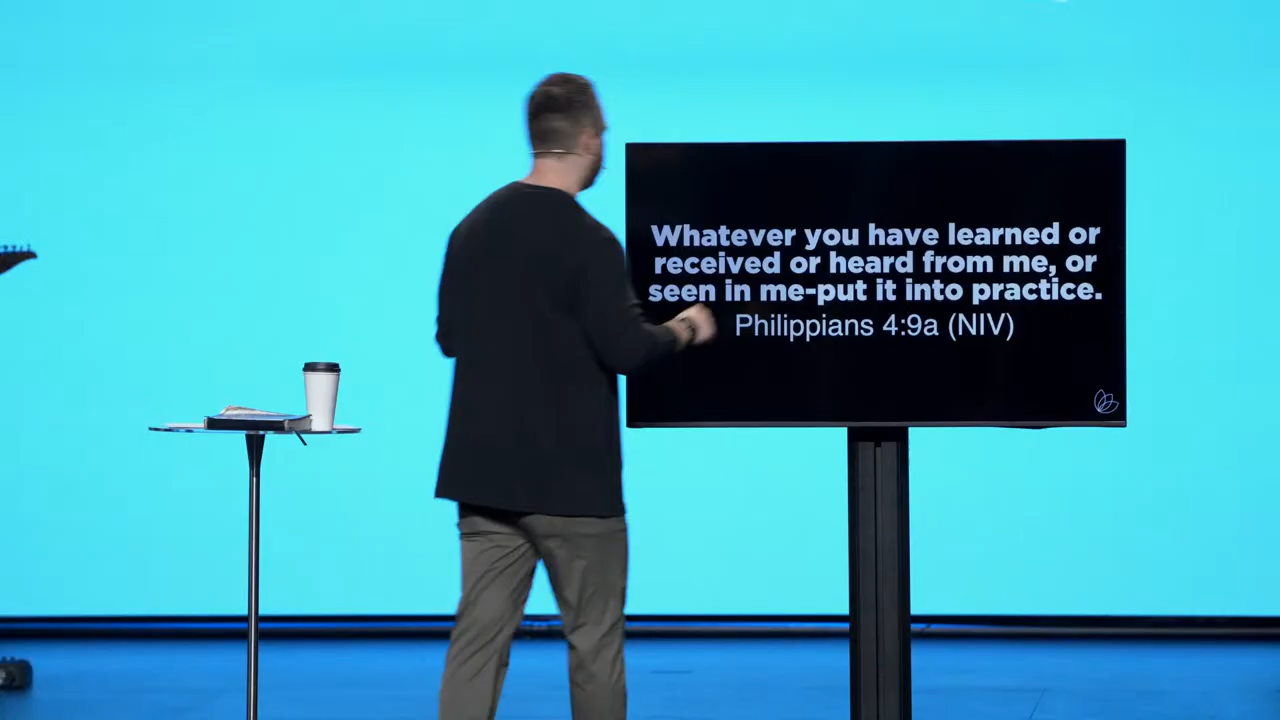 Whatever you have learned or
received or heard from me, or
seen in me-put it into practice.
Philippians 4:9a (NIV)